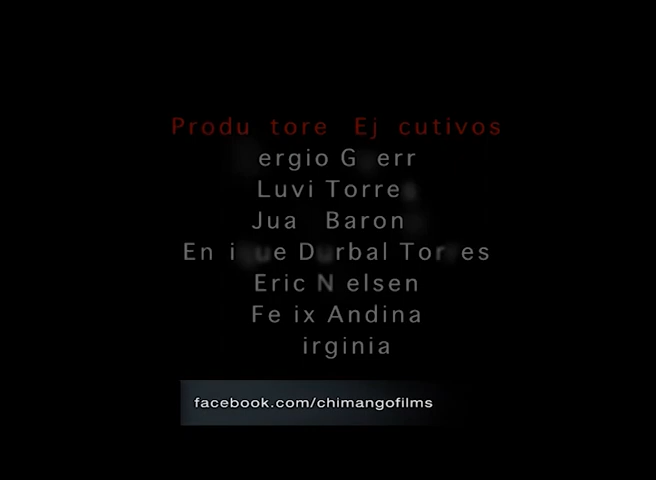 Produ tore Ej cutivos
ergio G err
Luvi Torre
Jua Baron
En i ue D rbal Tor es
Eric N elsen
Fe ix Andina
irginia
facebook.com/chimangofilms